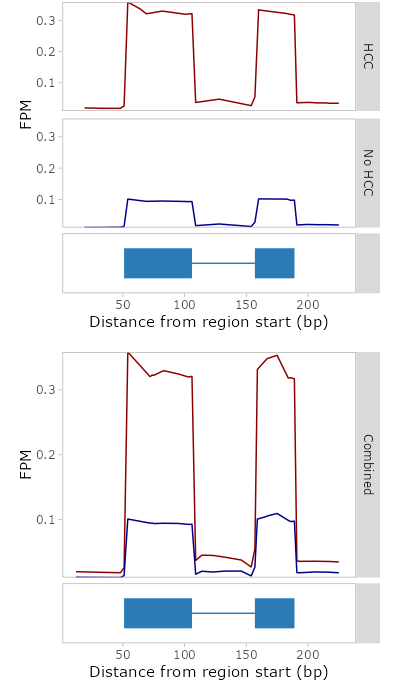 0.3
0.2
0.1
HCC
FPM
0.3
0.2
0.1
No HCC
50 100 150 200
Distance from region start (bp)
0.3
0.2
0.1
FPM
Combined
50 100 150 200
Distance from region start (bp)